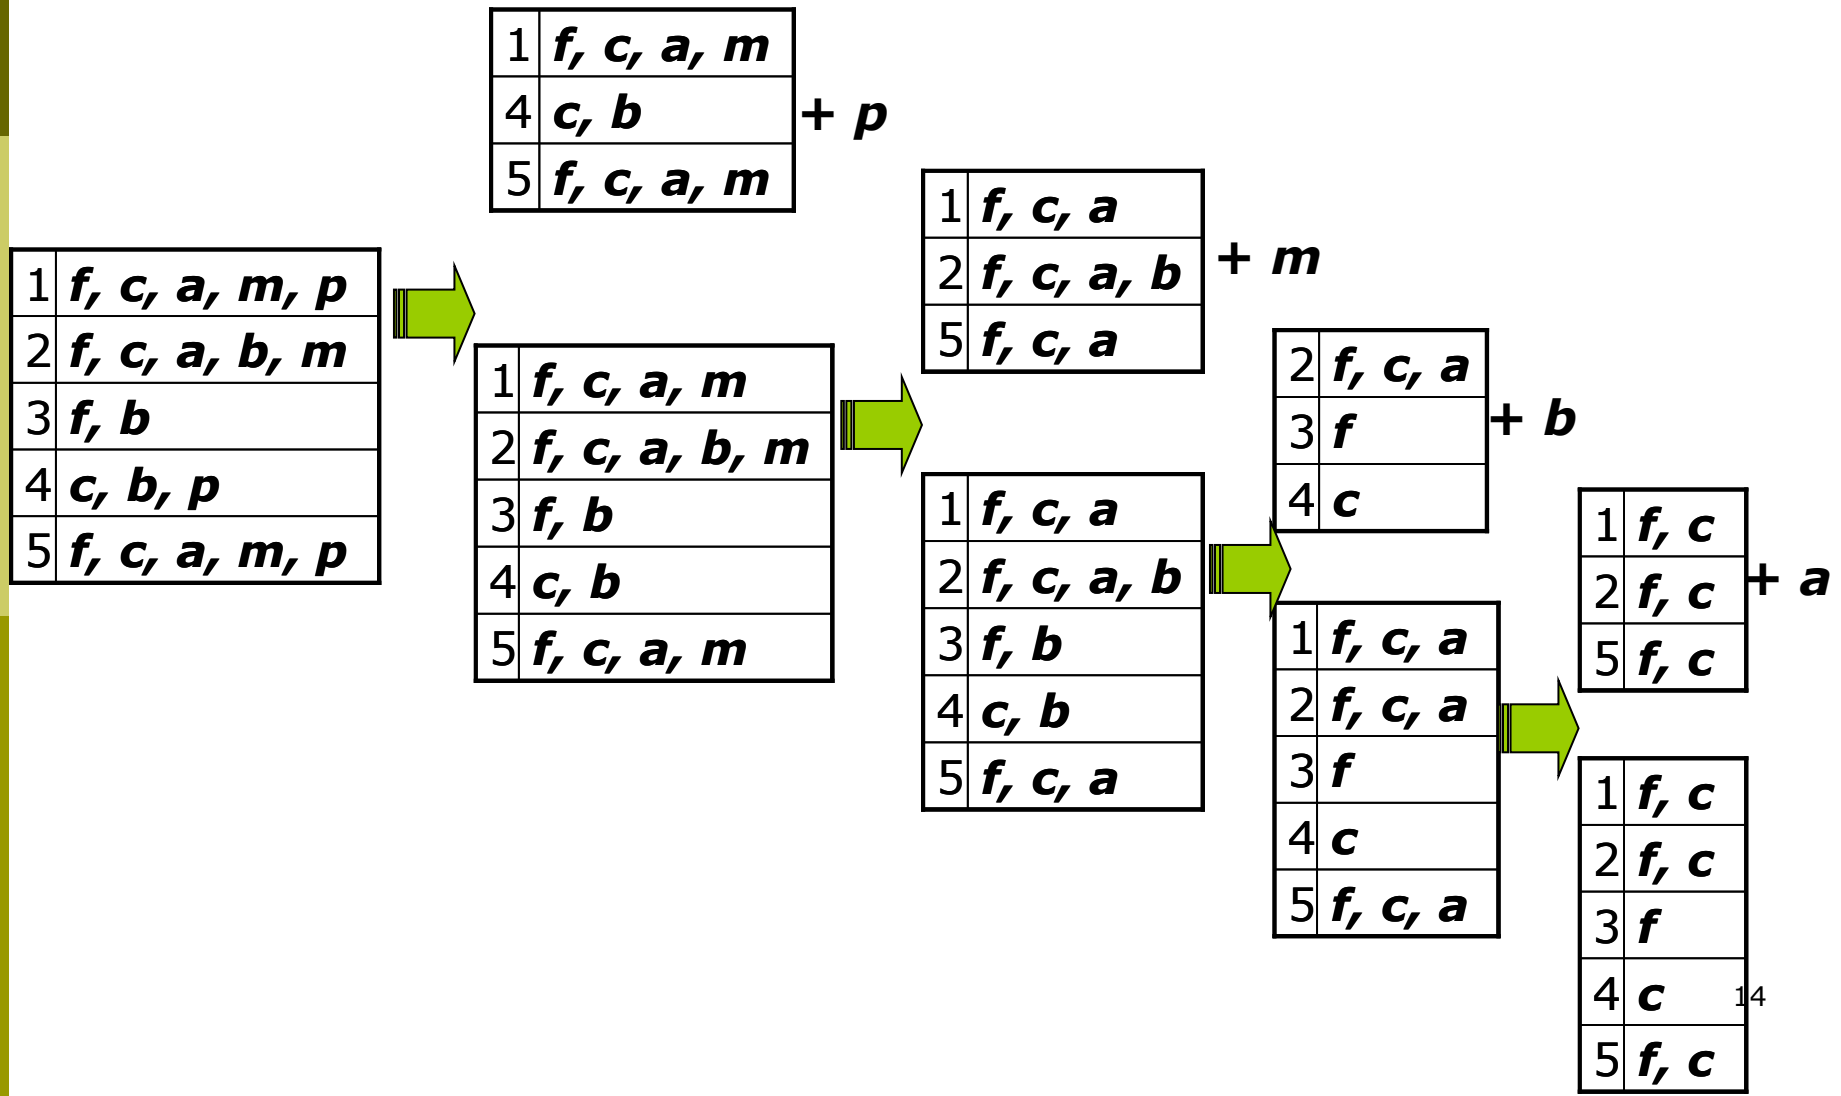 1 f, c, a, m
4 c, b
5 f, c, a, m
+ p
1 f, c, a, m, p
2 f, c, a, b, m
3 f, b
4 c, b, p
5 f, c, a, m, p
1 f, c, a, m
2 f, c, a, b, m
3 f, b
4 c, b
5 f, c, a, m
1 f, c, a
2 f, c, a, b
5 f, c, a
+ m
1 f, c, a
2 f, c, a, b
3 f, b
4 c, b
5 f, c, a
2 f, c, a
3 f
4 c
+ b
1 f, c, a
2 f, c, a
3 f
4 c
5 f, c, a
1 f, c
2 f, c
5 f, c
+ a
1 f, c
2 f, c
3 f
4 c
5 f, c
14